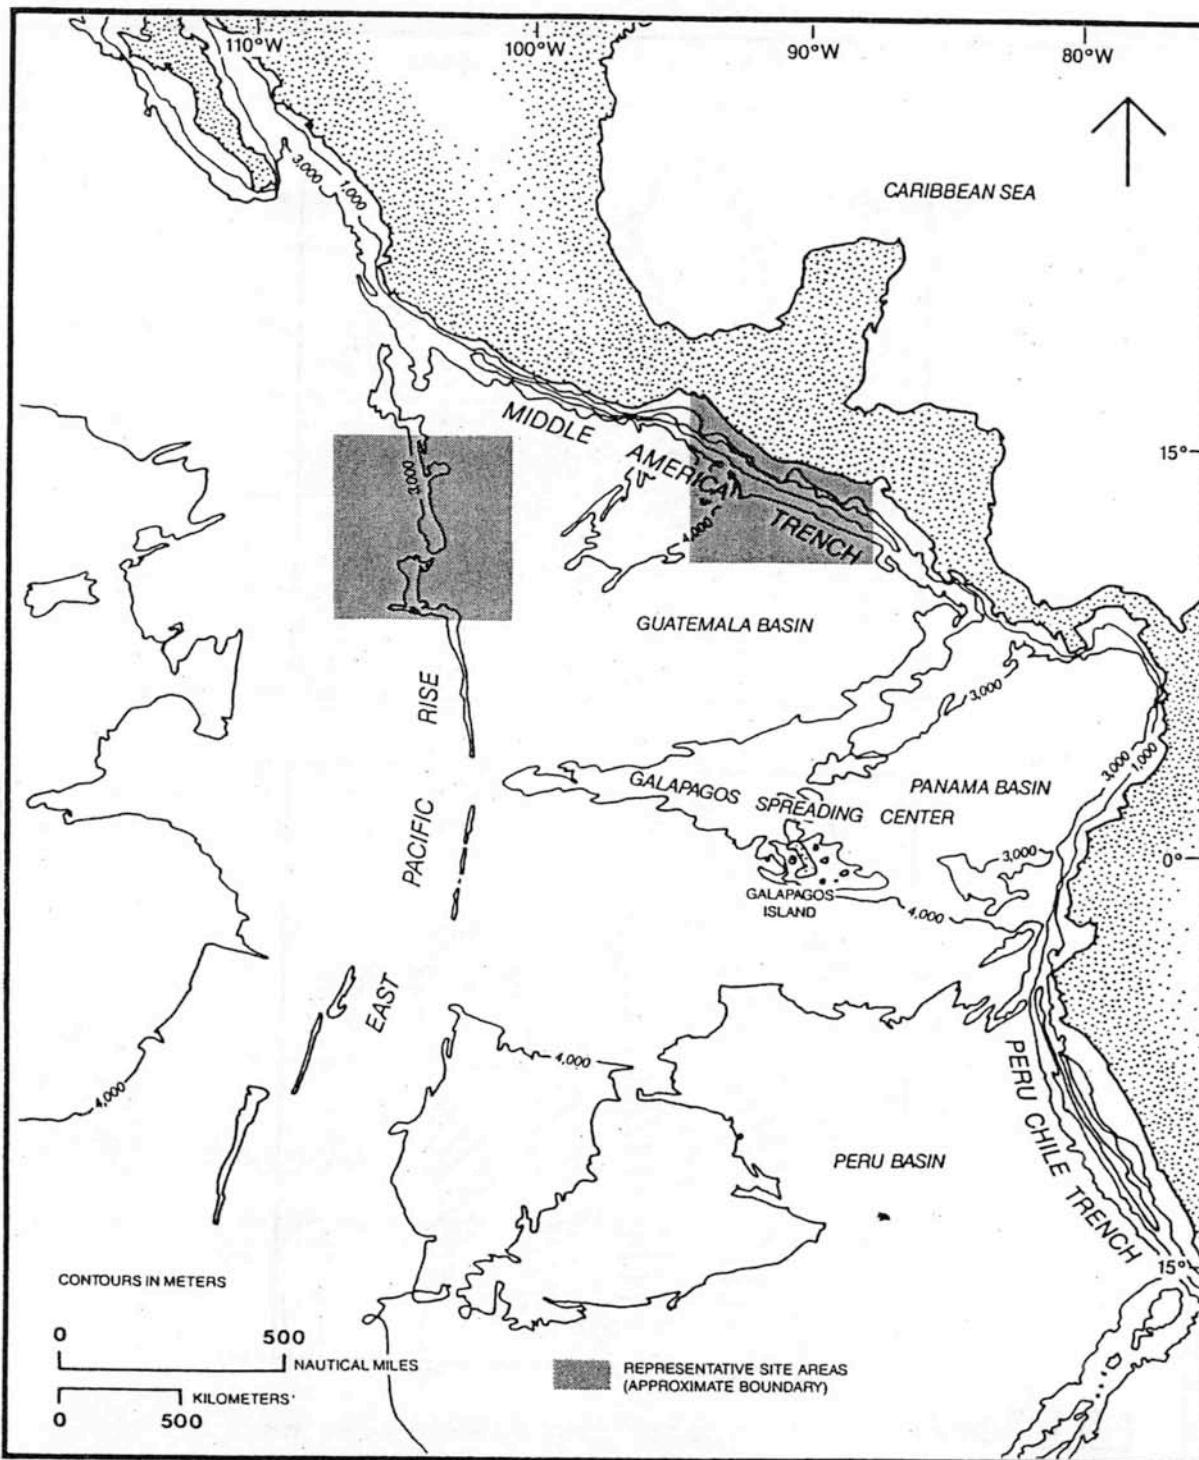 110°W
100°W
90°W
80°W
CARIBBEAN SEA
3,000
1,000
MIDDLE
AMERICA
TRENCH
15°
3,000
4,000
GUATEMALA BASIN
RISE
3,000
3,000
1,000
PACIFIC
GALAPAGOS SPREADING CENTER
PANAMA BASIN
3,000
0°
GALAPAGOS
ISLAND
4,000
EAST
4,000
4,000
PERU CHILE TRENCH
PERU BASIN
15°
CONTOURS IN METERS
0 500
NAUTICAL MILES
KILOMETERS
0 500
REPRESENTATIVE SITE AREAS
(APPROXIMATE BOUNDARY)